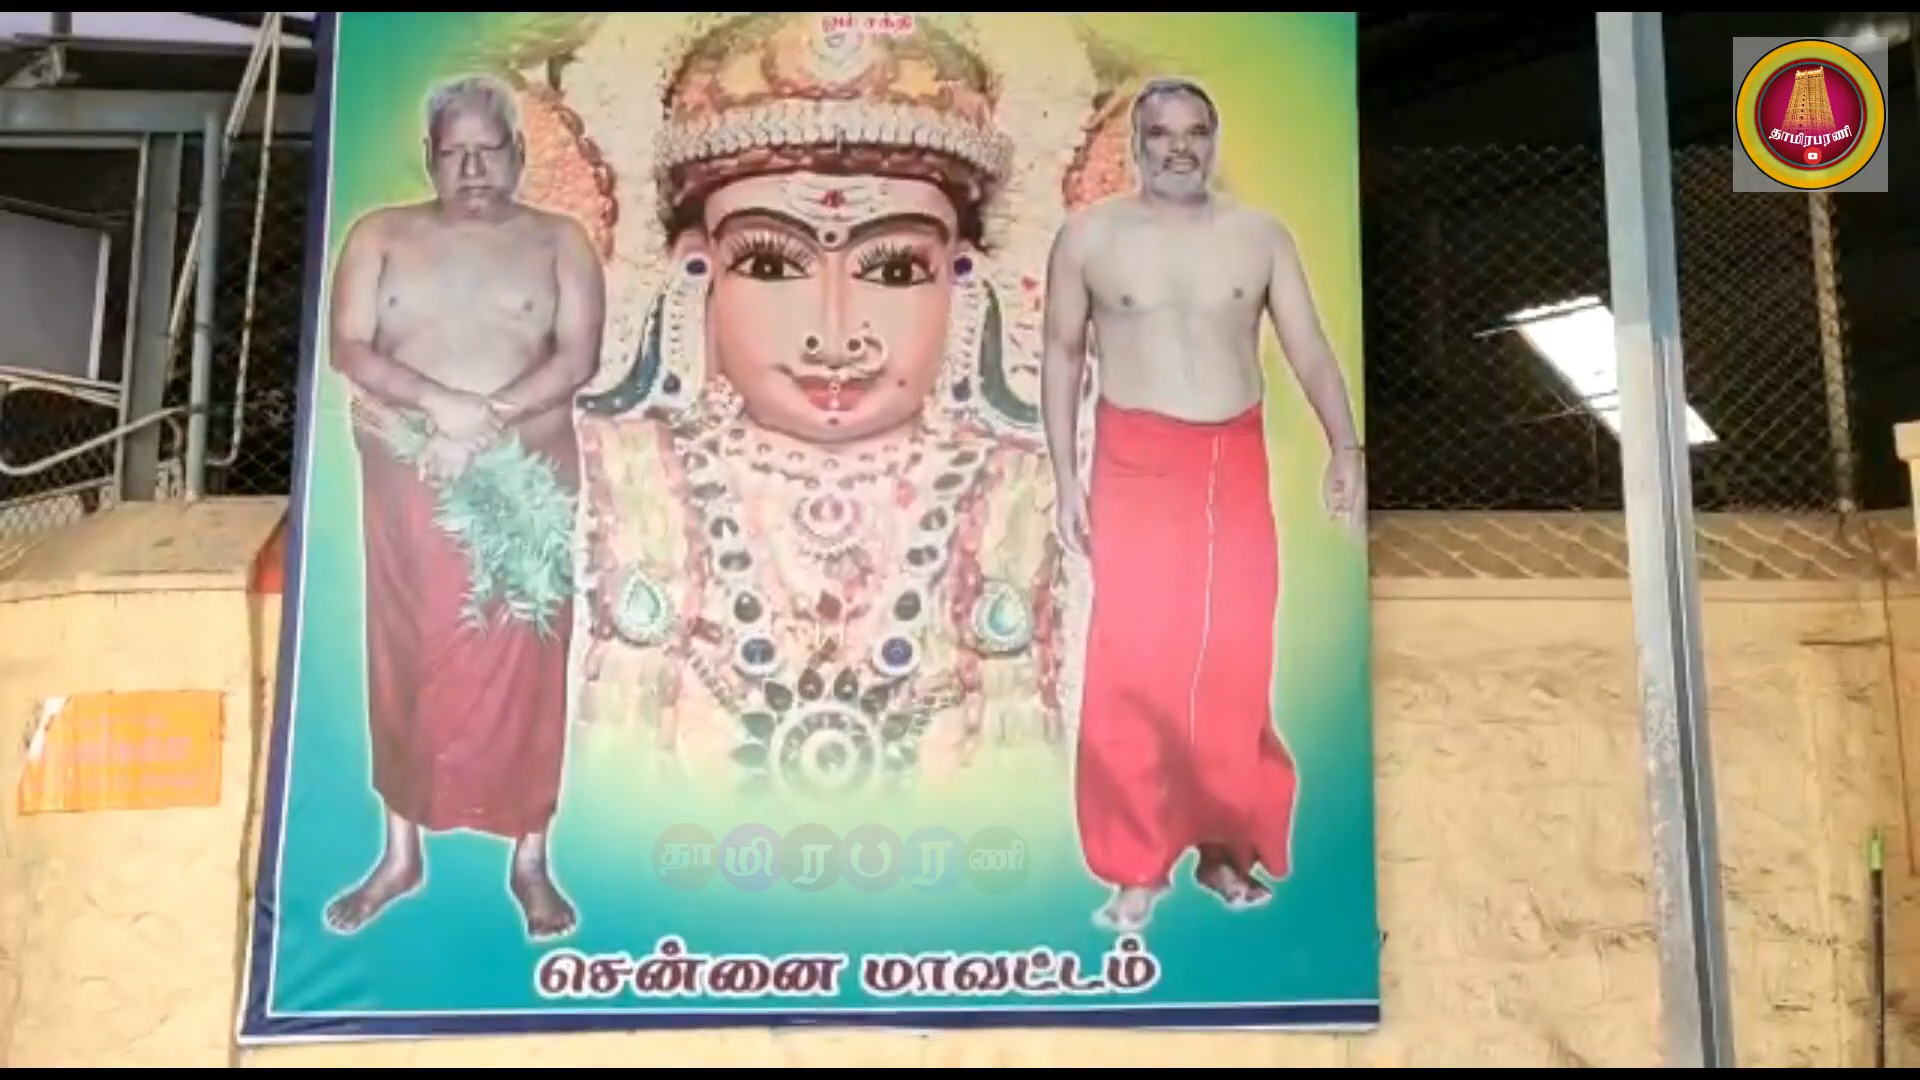 ஓம் சக்தி
தாமிரபரணி
தாமிரபரணி
சென்னை மாவட்டம்